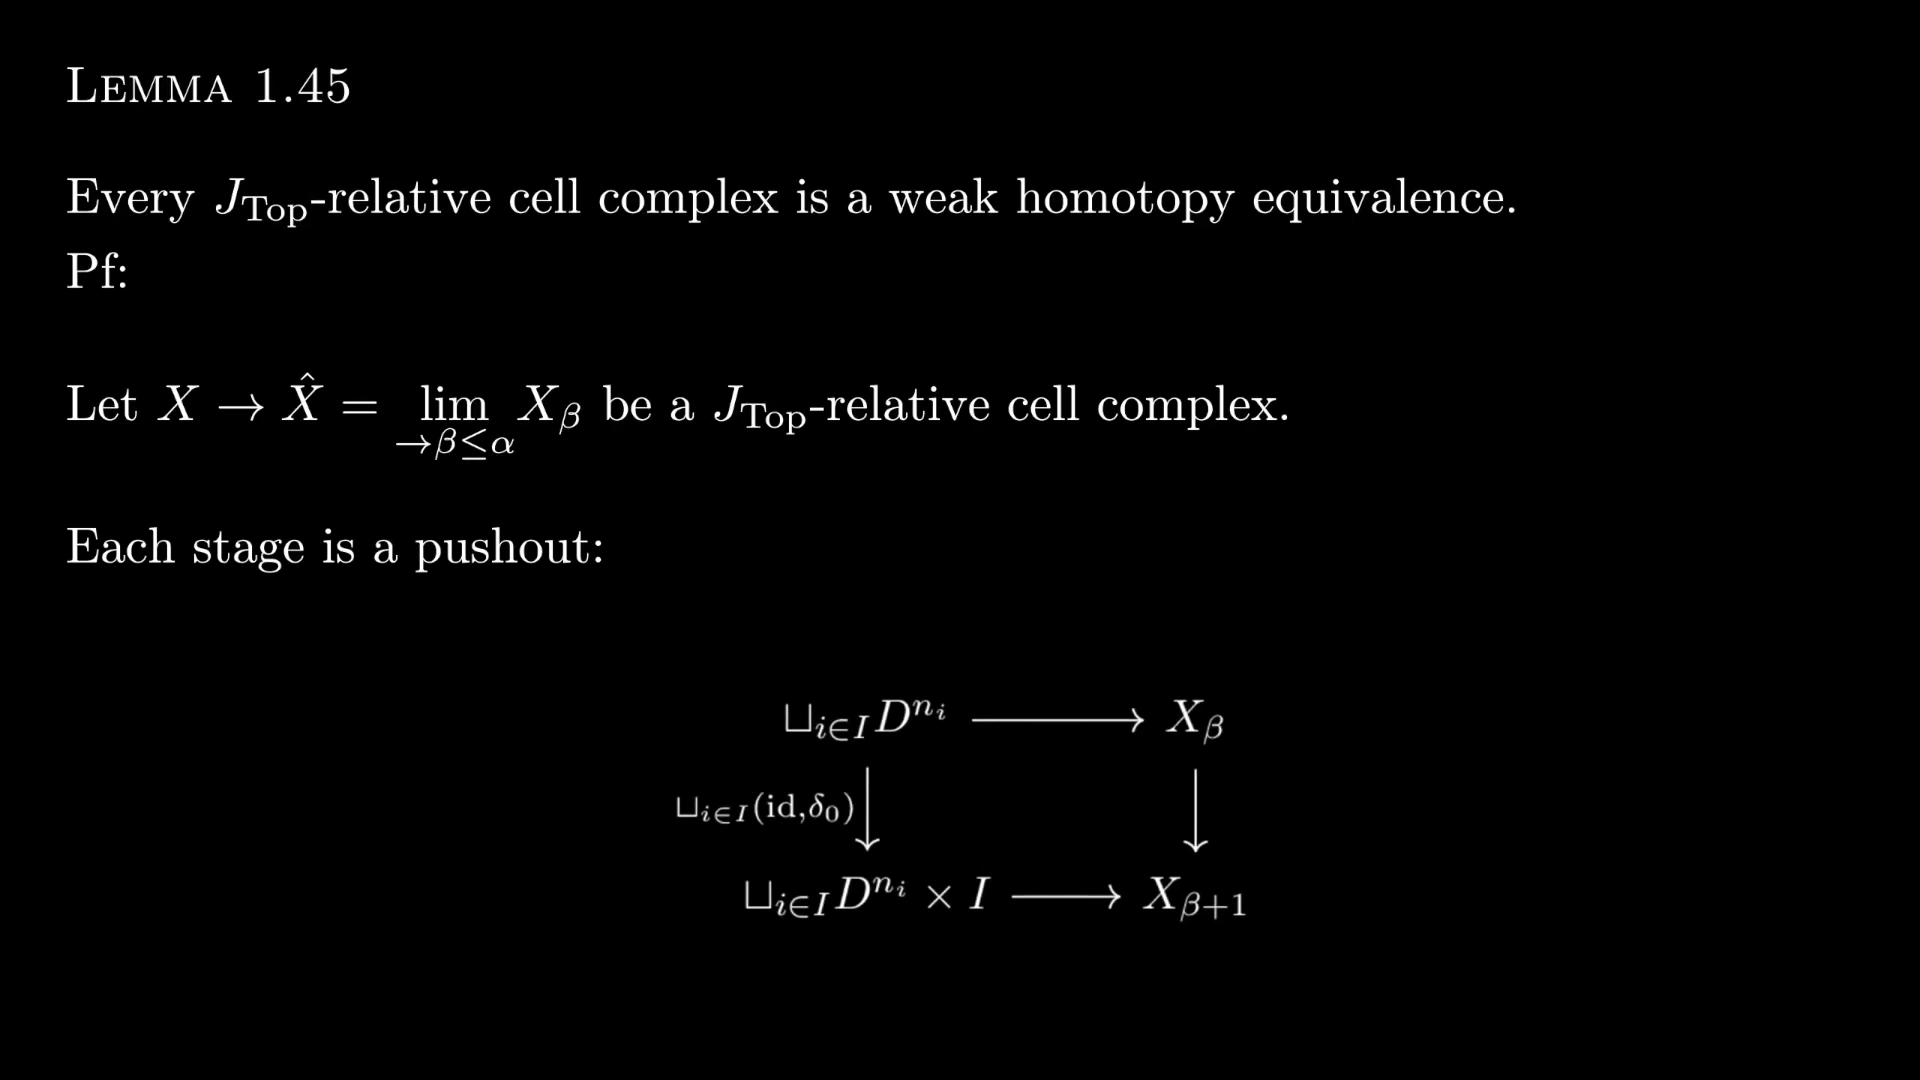 LEMMA 1.45
Every J_Top-relative cell complex is a weak homotopy equivalence.
Pf:
Let X → X̂ = lim_{→β≤α} X_β be a J_Top-relative cell complex.
Each stage is a pushout:
⊔_{i∈I} D^{n_i} ⟶ X_β
⊔_{i∈I}(id,δ_0)
⊔_{i∈I} D^{n_i} × I ⟶ X_{β+1}